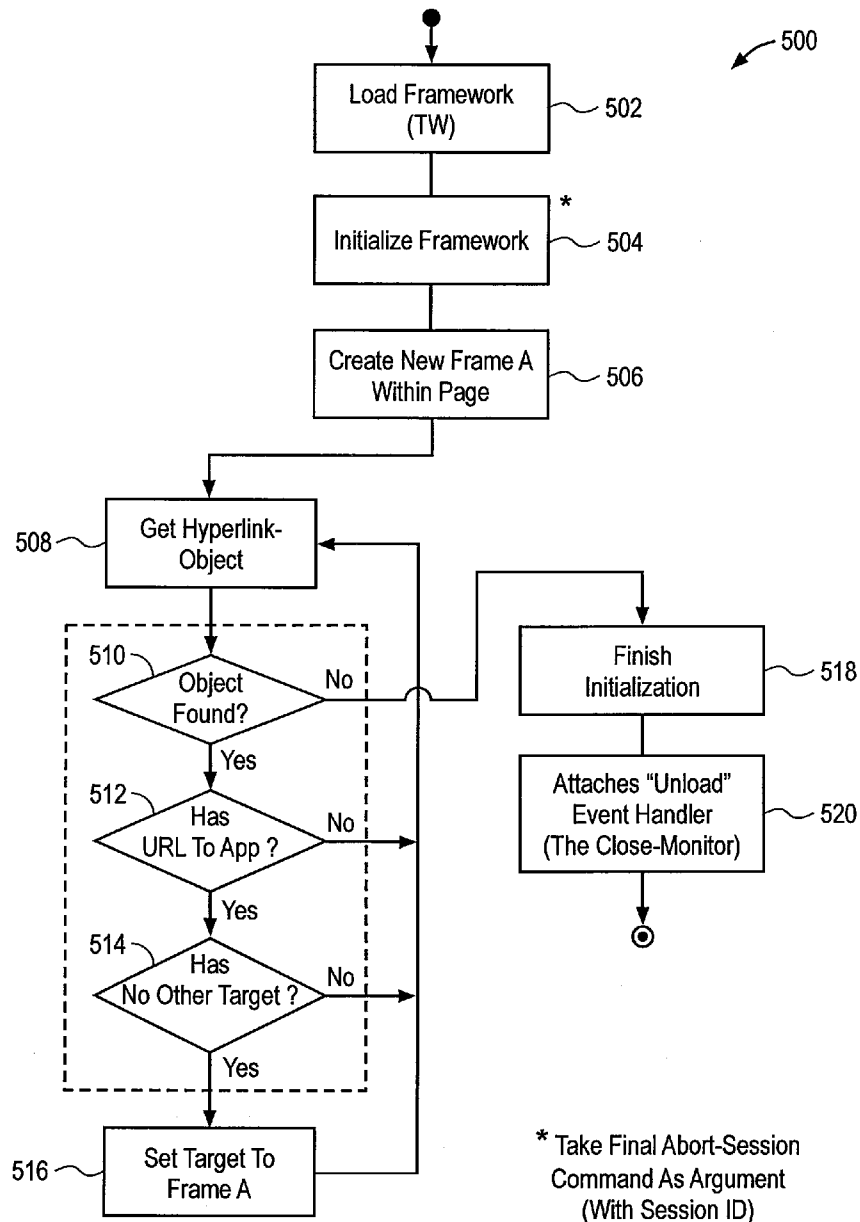 500
Load Framework
(TW)
502
*
Initialize Framework
504
Create New Frame A
Within Page
506
Get Hyperlink-
Object
508
510
Object
Found?
No
Yes
512
Has
URL To App ?
No
Yes
514
Has
No Other Target ?
No
Yes
516
Set Target To
Frame A
Finish
Initialization
518
Attaches “Unload”
Event Handler
(The Close-Monitor)
520
* Take Final Abort-Session
Command As Argument
(With Session ID)